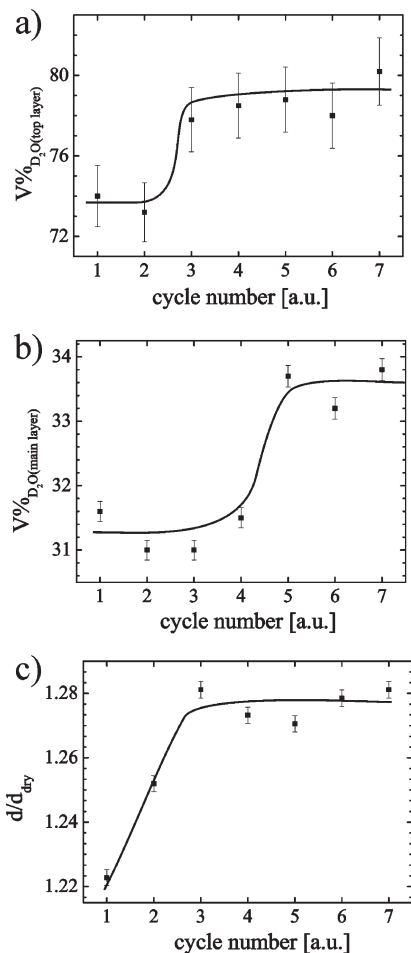 a)
80
76
72
V%D₂O(top layer)
1 2 3 4 5 6 7
cycle number [a.u.]
b)
34
33
32
31
V%D₂O(main layer)
1 2 3 4 5 6 7
cycle number [a.u.]
c)
1.28
1.26
1.24
1.22
d/d_dry
1 2 3 4 5 6 7
cycle number [a.u.]